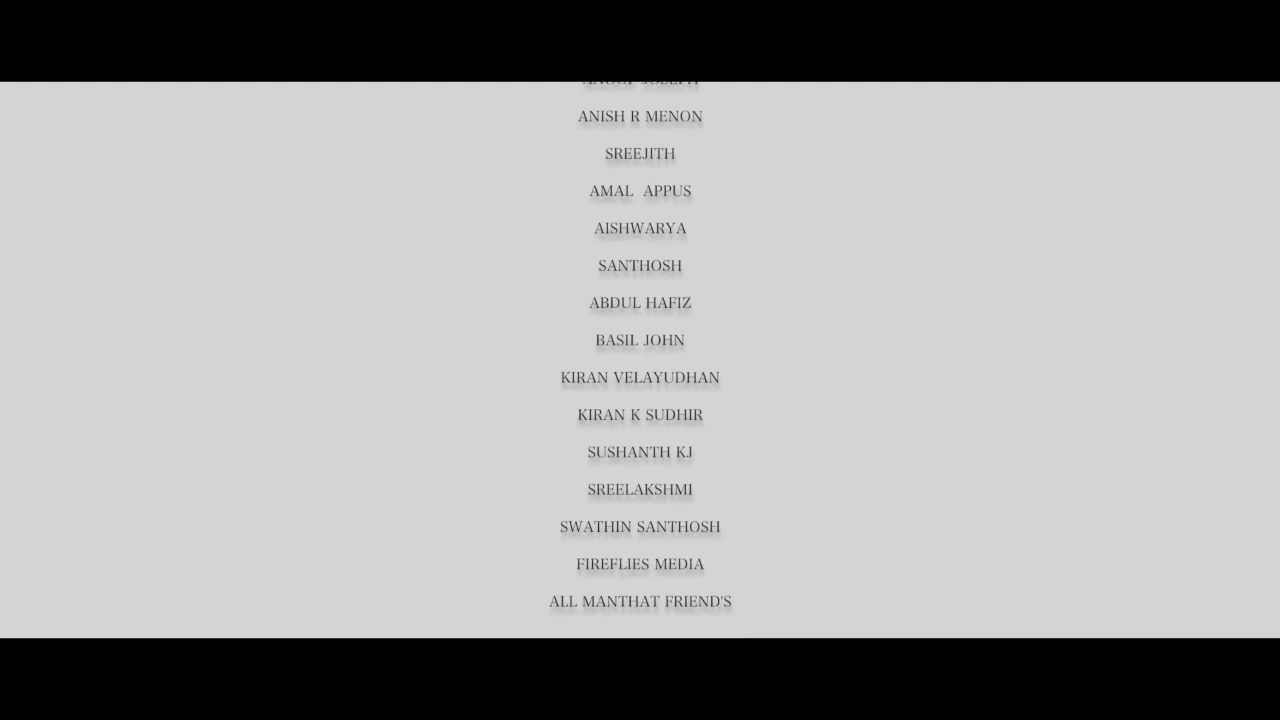 ANISH R MENON
SREEJITH
AMAL APPUS
AISHWARYA
SANTHOSH
ABDUL HAFIZ
BASIL JOHN
KIRAN VELAYUDHAN
KIRAN K SUDHIR
SUSHANTH KJ
SREELAKSHMI
SWATHIN SANTHOSH
FIREFLIES MEDIA
ALL MANTHAT FRIEND'S